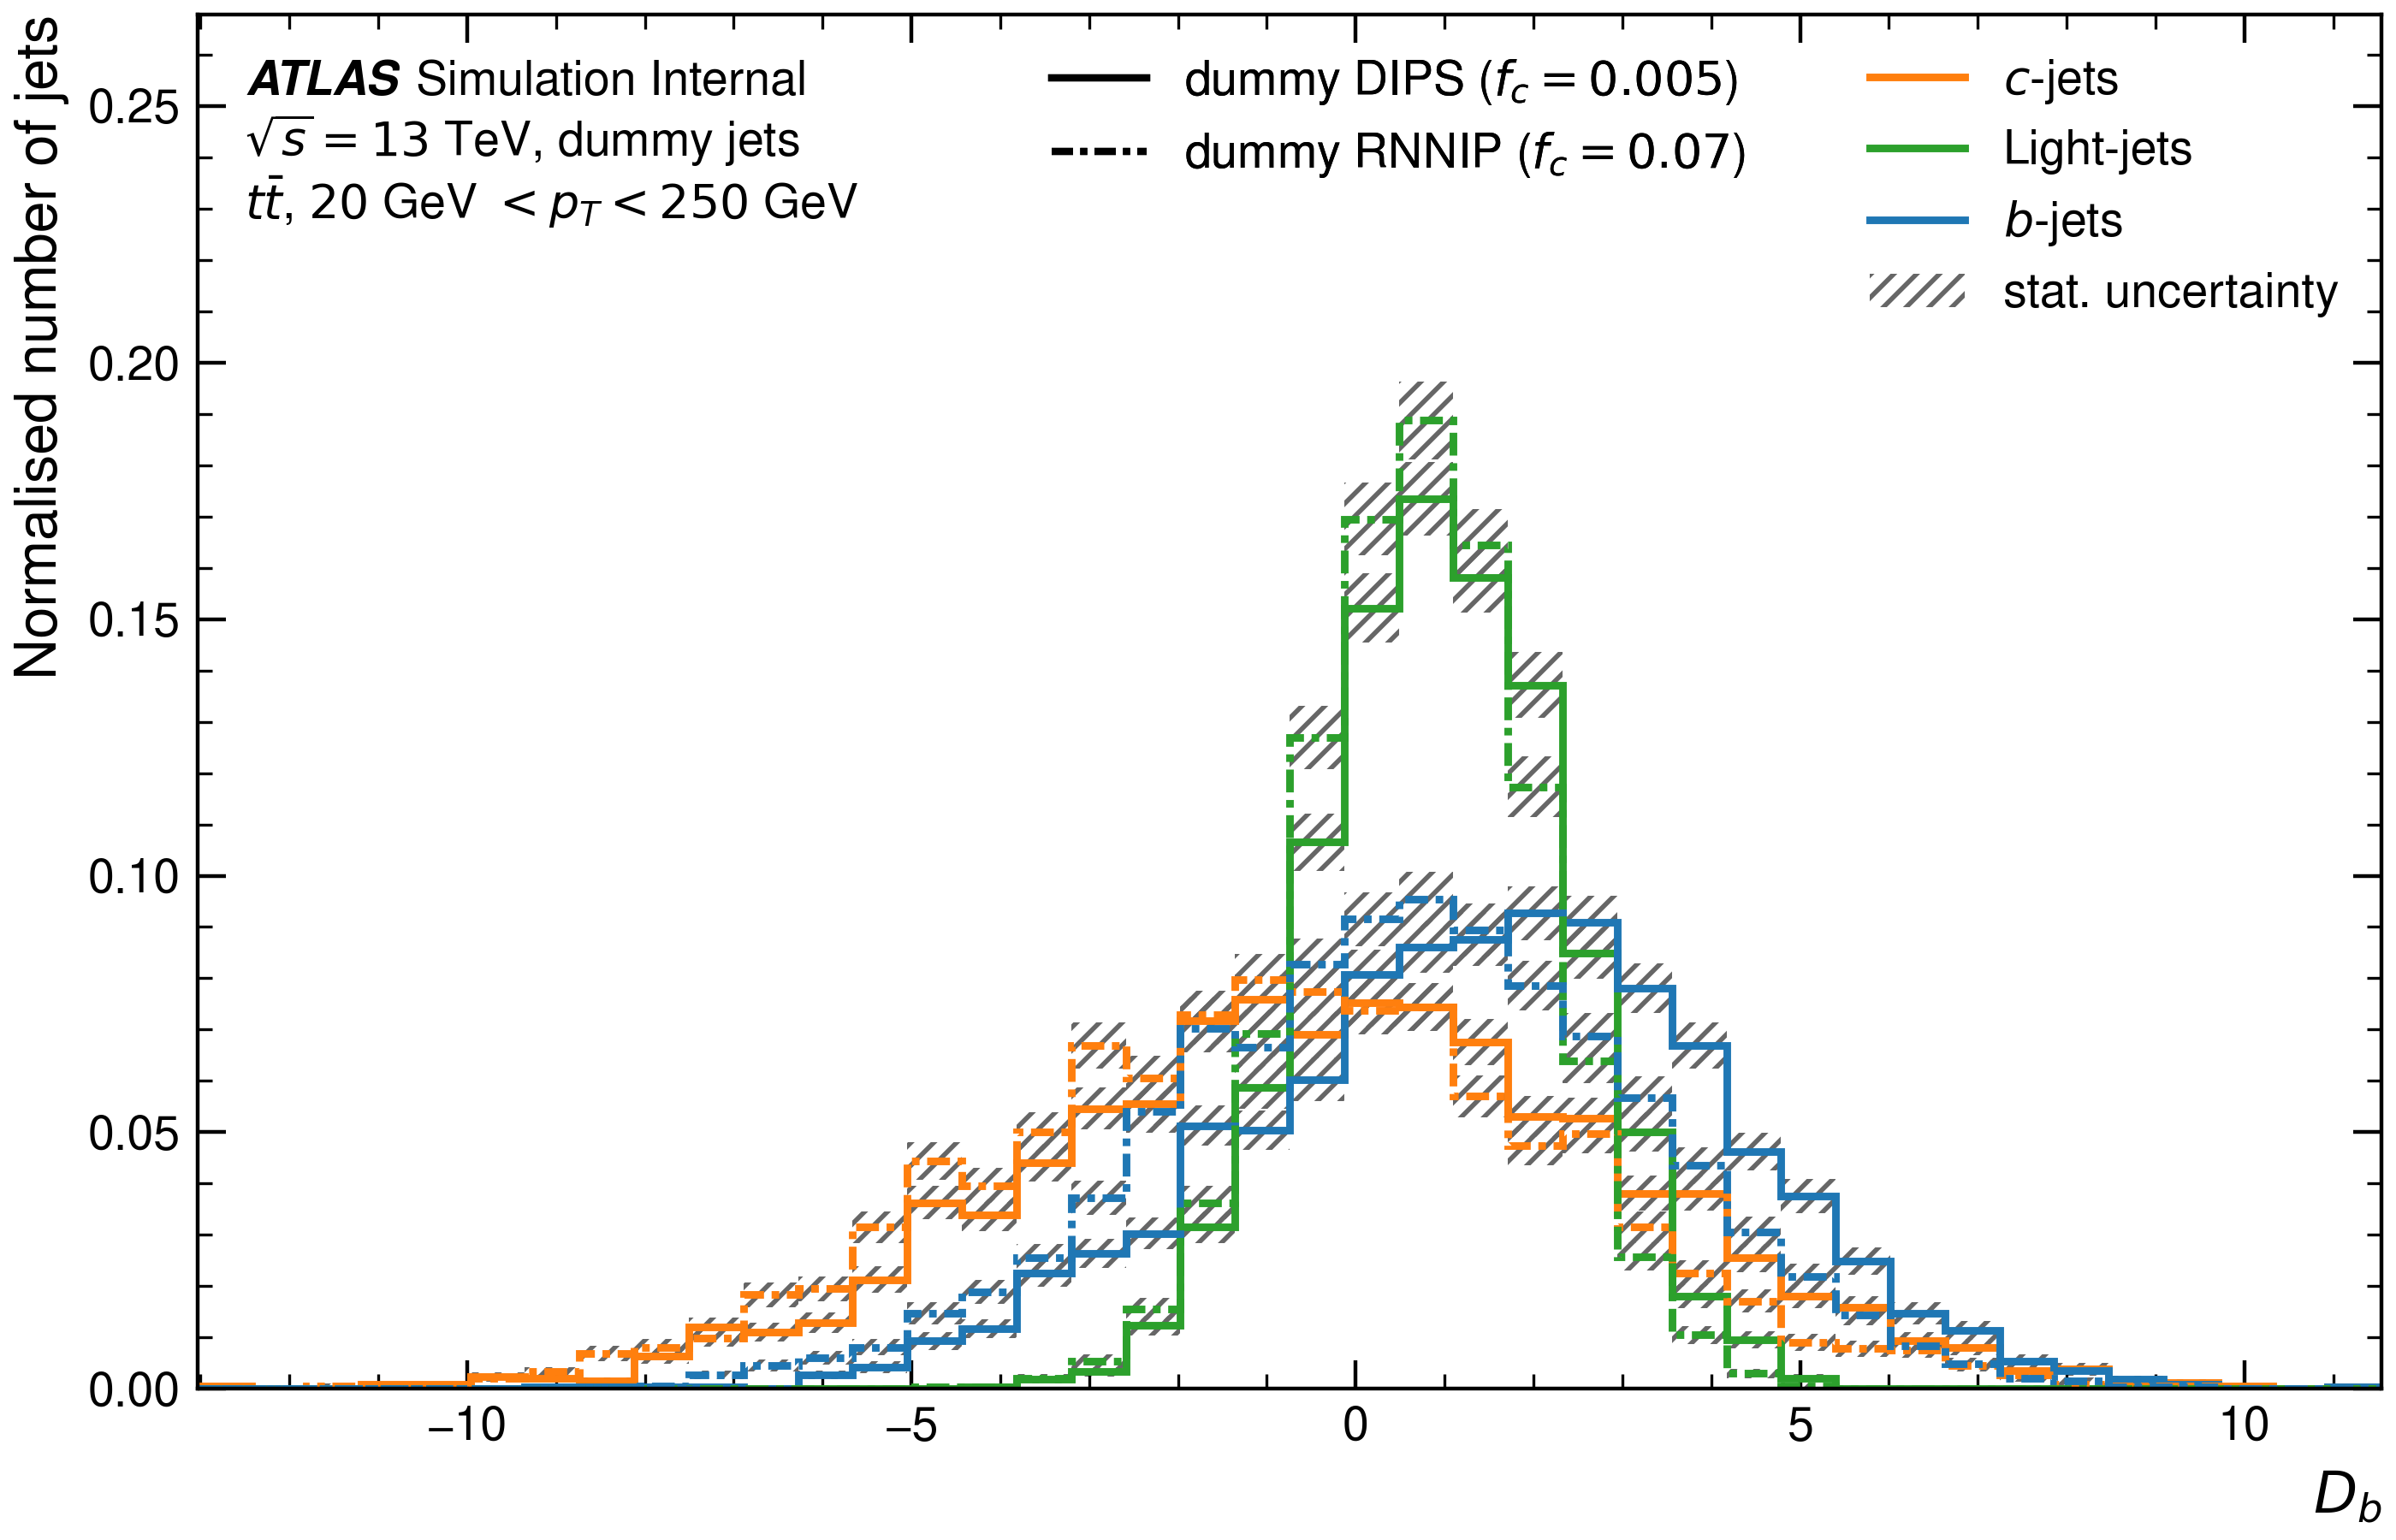 Normalised number of jets
0.25
0.20
0.15
0.10
0.05
0.00
ATLAS Simulation Internal
√s = 13 TeV, dummy jets
tt̄, 20 GeV < p_T < 250 GeV
dummy DIPS (f_c = 0.005)
dummy RNNIP (f_c = 0.07)
c-jets
Light-jets
b-jets
stat. uncertainty
−10 −5 0 5 10
D_b